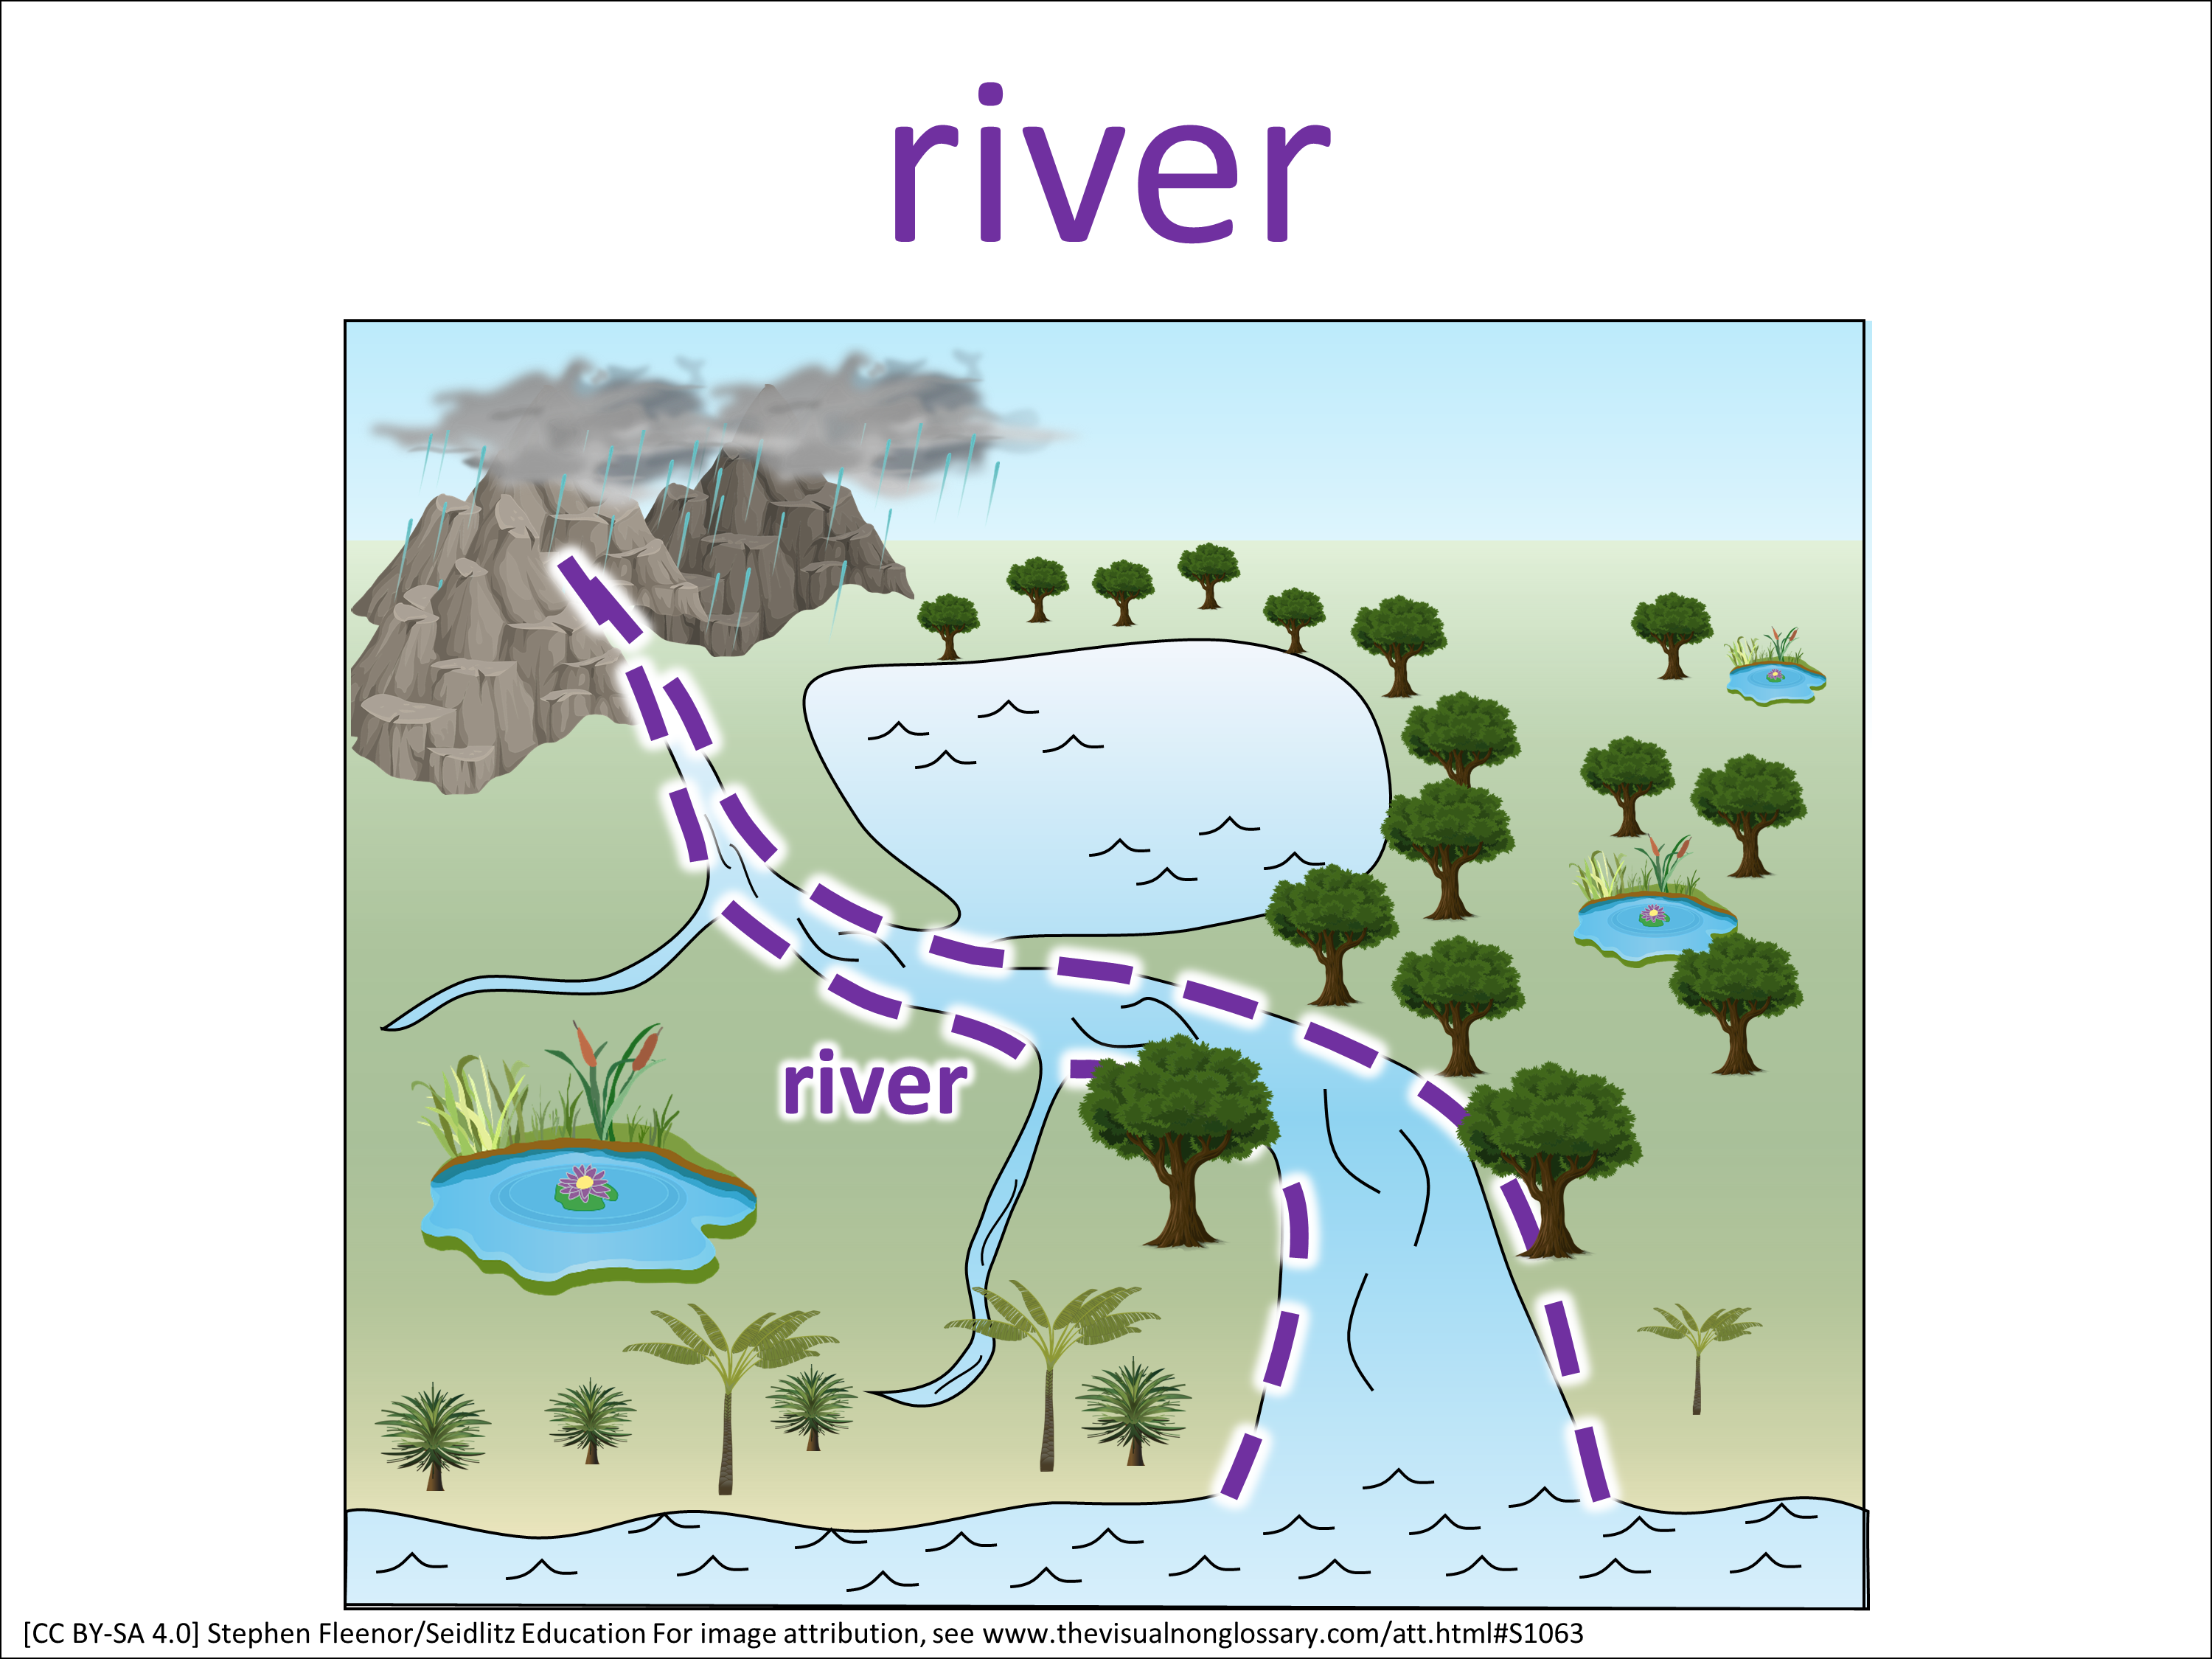 river
river
[CC BY-SA 4.0] Stephen Fleenor/Seidlitz Education For image attribution, see www.thevisualnonglossary.com/att.html#S1063